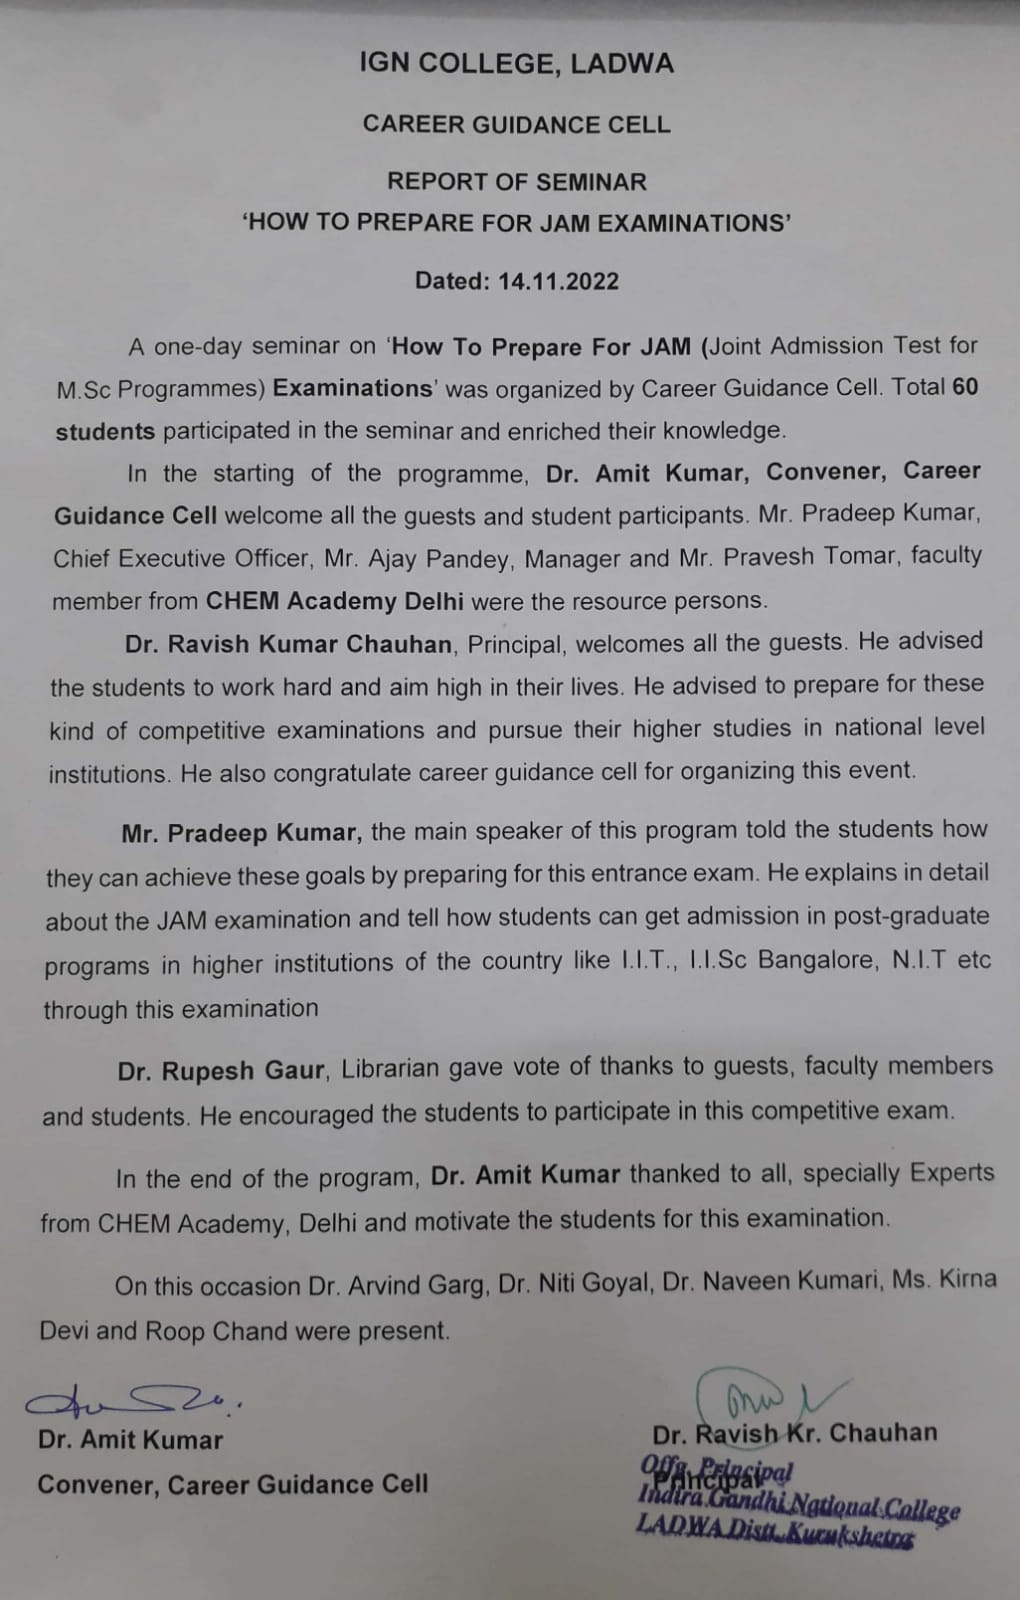 IGN COLLEGE, LADWA
CAREER GUIDANCE CELL
REPORT OF SEMINAR
‘HOW TO PREPARE FOR JAM EXAMINATIONS’
Dated: 14.11.2022
A one-day seminar on ‘How To Prepare For JAM (Joint Admission Test for
M.Sc Programmes) Examinations’ was organized by Career Guidance Cell. Total 60
students participated in the seminar and enriched their knowledge.
In the starting of the programme, Dr. Amit Kumar, Convener, Career
Guidance Cell welcome all the guests and student participants. Mr. Pradeep Kumar,
Chief Executive Officer, Mr. Ajay Pandey, Manager and Mr. Pravesh Tomar, faculty
member from CHEM Academy Delhi were the resource persons.
Dr. Ravish Kumar Chauhan, Principal, welcomes all the guests. He advised
the students to work hard and aim high in their lives. He advised to prepare for these
kind of competitive examinations and pursue their higher studies in national level
institutions. He also congratulate career guidance cell for organizing this event.
Mr. Pradeep Kumar, the main speaker of this program told the students how
they can achieve these goals by preparing for this entrance exam. He explains in detail
about the JAM examination and tell how students can get admission in post-graduate
programs in higher institutions of the country like I.I.T., I.I.Sc Bangalore, N.I.T etc
through this examination
Dr. Rupesh Gaur, Librarian gave vote of thanks to guests, faculty members
and students. He encouraged the students to participate in this competitive exam.
In the end of the program, Dr. Amit Kumar thanked to all, specially Experts
from CHEM Academy, Delhi and motivate the students for this examination.
On this occasion Dr. Arvind Garg, Dr. Niti Goyal, Dr. Naveen Kumari, Ms. Kirna
Devi and Roop Chand were present.
Dr. Amit Kumar
Convener, Career Guidance Cell
Dr. Ravish Kr. Chauhan
Principal
Offg. Principal
Indira Gandhi National College
LADWA Distt. Kurukshetra